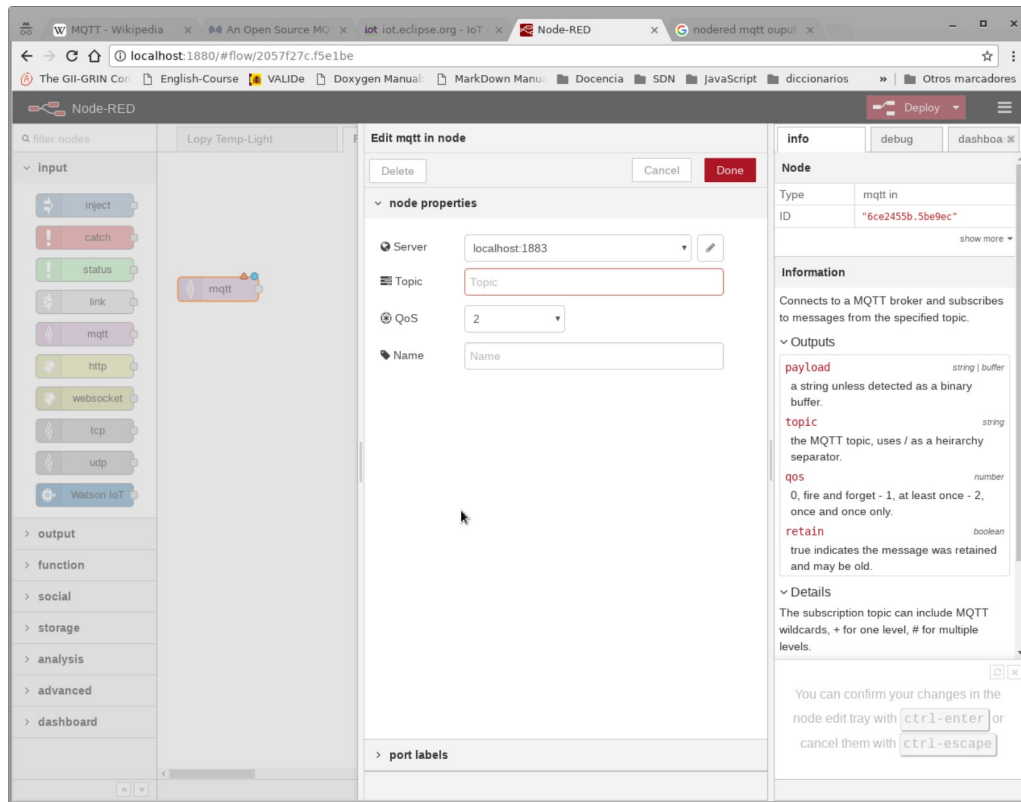 MQTT - Wikipedia
An Open Source MQ
iot.eclipse.org - IoT
Node-RED
nodered mqtt ouput
localhost:1880/#flow/2057f27c.f5e1be
The GII-GRIN Con
English-Course
VALIDe
Doxygen Manual
MarkDown Manu
Docencia
SDN
JavaScript
diccionarios
»
Otros marcadores
Node-RED
Deploy
filter nodes
input
inject
catch
status
link
mqtt
http
websocket
tcp
udp
Watson IoT
output
function
social
storage
analysis
advanced
dashboard
Lopy Temp-Light
mqtt
Edit mqtt in node
Delete
Cancel
Done
node properties
Server
localhost:1883
Topic
Topic
QoS
2
Name
Name
port labels
info
debug
dashboa
Node
Type
mqtt in
ID
"6ce2455b.5be9ec"
show more
Information
Connects to a MQTT broker and subscribes
to messages from the specified topic.
Outputs
payload
string | buffer
a string unless detected as a binary
buffer.
topic
string
the MQTT topic, uses / as a heirarchy
separator.
qos
number
0, fire and forget - 1, at least once - 2,
once and once only.
retain
boolean
true indicates the message was retained
and may be old.
Details
The subscription topic can include MQTT
wildcards, + for one level, # for multiple
levels.
You can confirm your changes in the
node edit tray with ctrl-enter or
cancel them with ctrl-escape